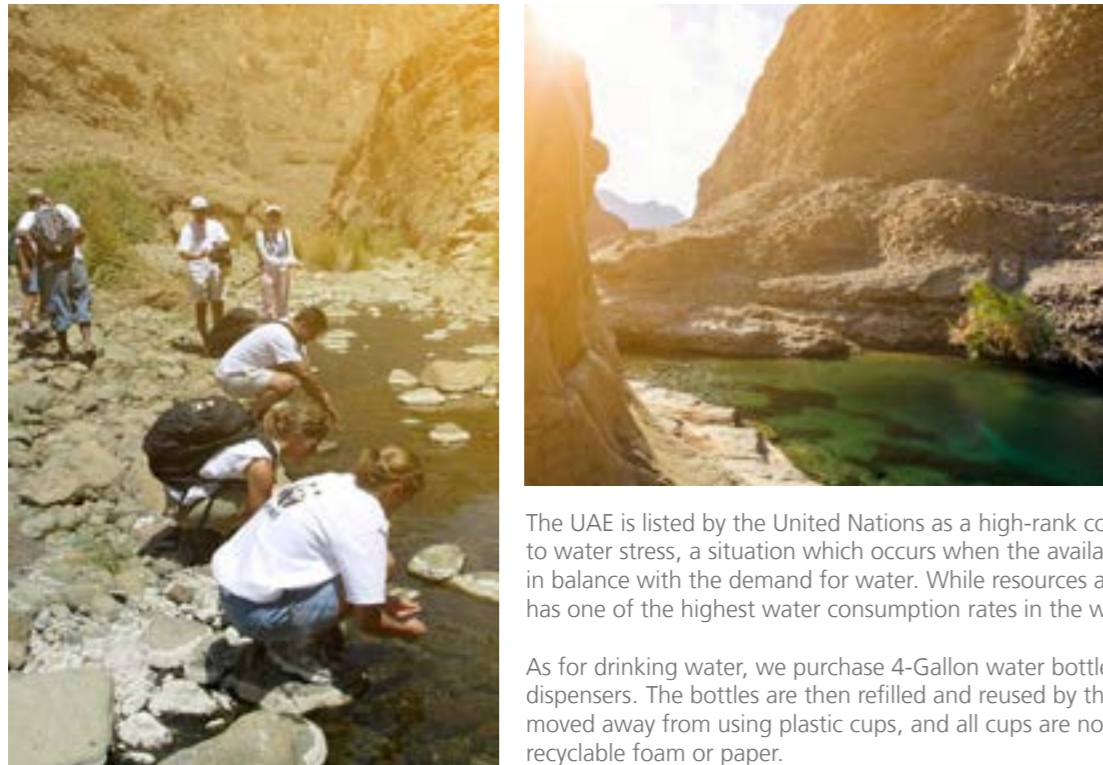 The UAE is listed by the United Nations as a high-rank
to water stress, a situation which occurs when the
in balance with the demand for water. While resources
has one of the highest water consumption rates in the
As for drinking water, we purchase 4-Gallon water
dispensers. The bottles are then refilled and reused by
moved away from using plastic cups, and all cups are
recyclable foam or paper.